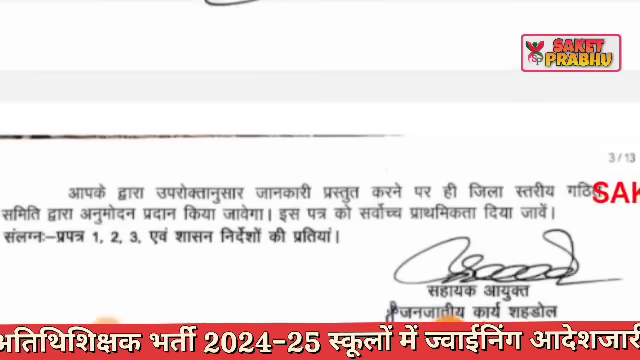 SAKET
PRABHU
3/13
आपके द्वारा उपरोक्तानुसार जानकारी प्रस्तुत करने पर ही जिला स्तरीय गठित
SAK
समिति द्वारा अनुमोदन प्रदान किया जावेगा। इस पत्र को सर्वोच्च प्राथमिकता दिया जावें।
संलग्नः–प्रपत्र 1, 2, 3, एवं शासन निर्देशों की प्रतियां।
सहायक आयुक्त
जनजातीय कार्य शहडोल
अतिथिशिक्षक भर्ती 2024-25 स्कूलों में ज्वाईनिंग आदेशजारी